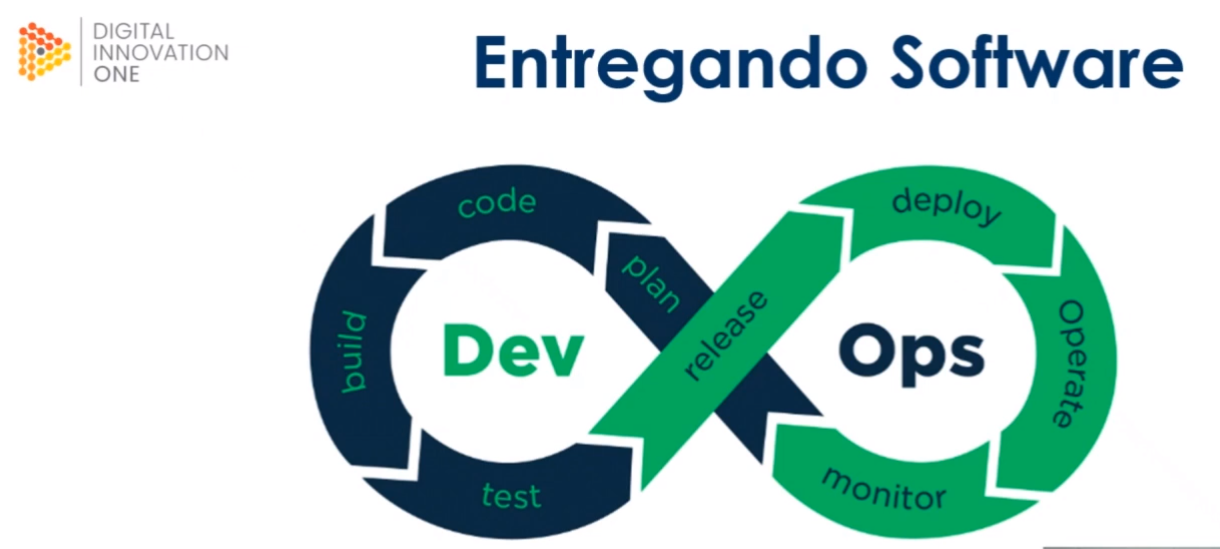 DIGITAL
INNOVATION
ONE
Entregando Software
code
deploy
plan
release
build
Dev
Ops
Operate
test
monitor